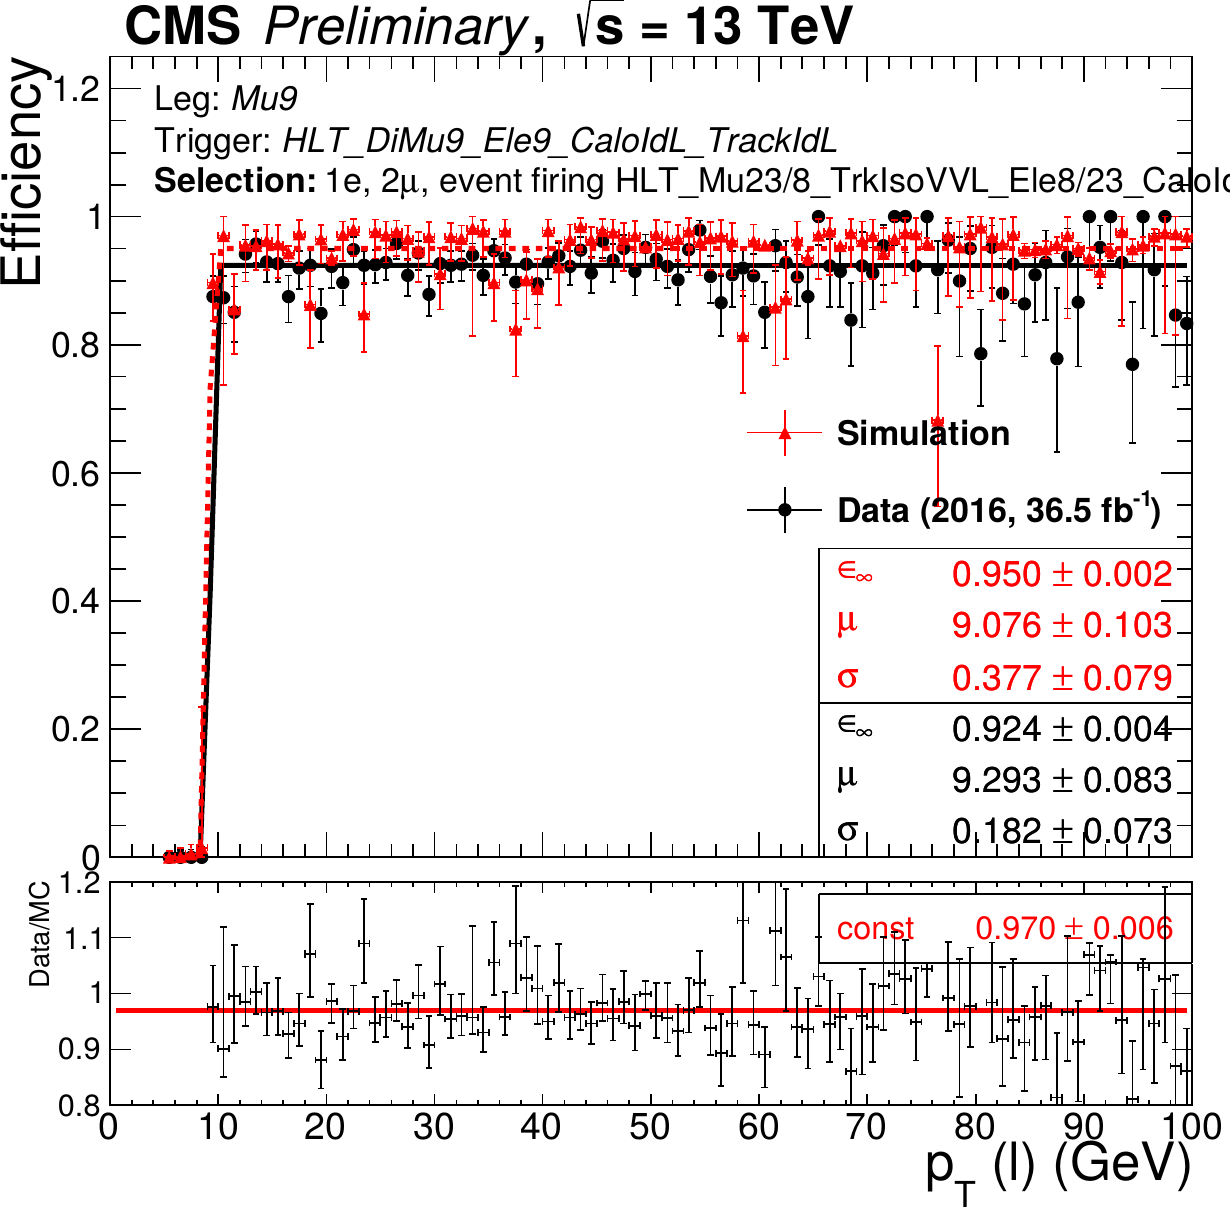 CMS Preliminary, √s = 13 TeV
Efficiency
1.2
1
0.8
0.6
0.4
0.2
0
Leg: Mu9
Trigger: HLT_DiMu9_Ele9_CaloIdL_TrackIdL
Selection: 1e, 2μ, event firing HLT_Mu23/8_TrkIsoVVL_Ele8/23_CaloId
Simulation
Data (2016, 36.5 fb⁻¹)
ϵ∞ 0.950 ± 0.002
μ 9.076 ± 0.103
σ 0.377 ± 0.079
ϵ∞ 0.924 ± 0.004
μ 9.293 ± 0.083
σ 0.182 ± 0.073
Data/MC
1.2
1.1
1
0.9
0.8
const 0.970 ± 0.006
0 10 20 30 40 50 60 70 80 90 100
p_T (l) (GeV)